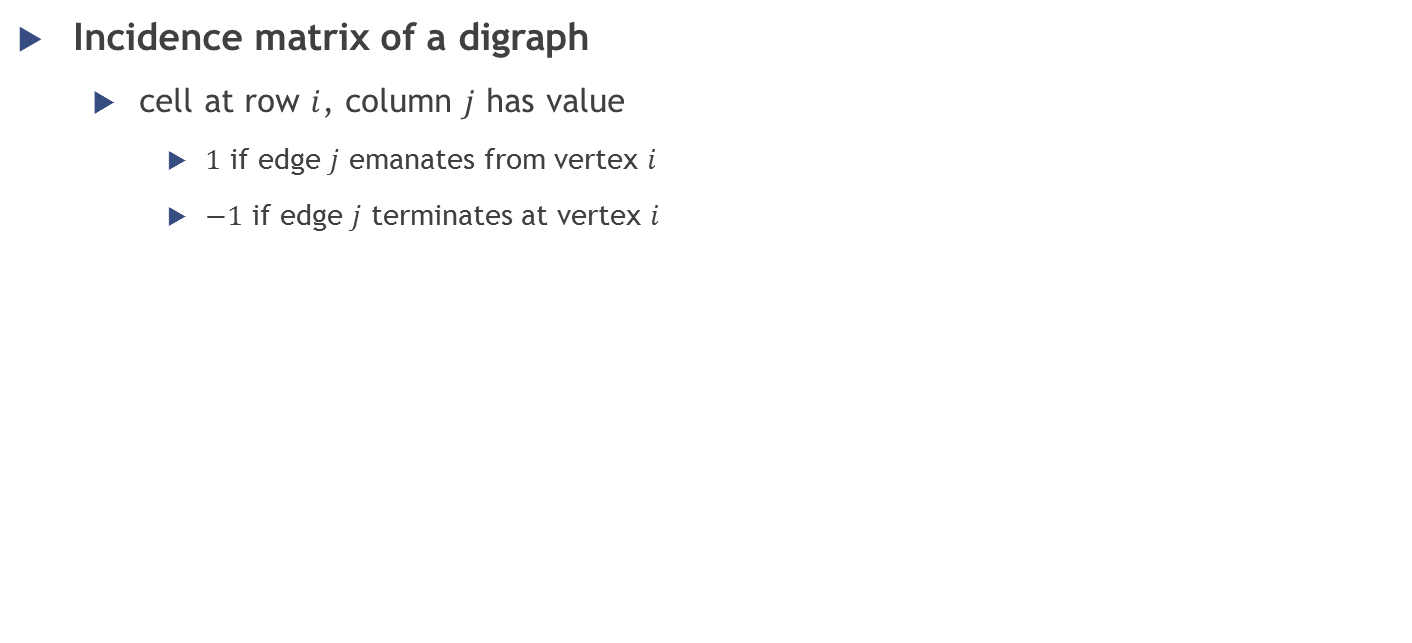 Incidence matrix of a digraph
cell at row i, column j has value
1 if edge j emanates from vertex i
−1 if edge j terminates at vertex i